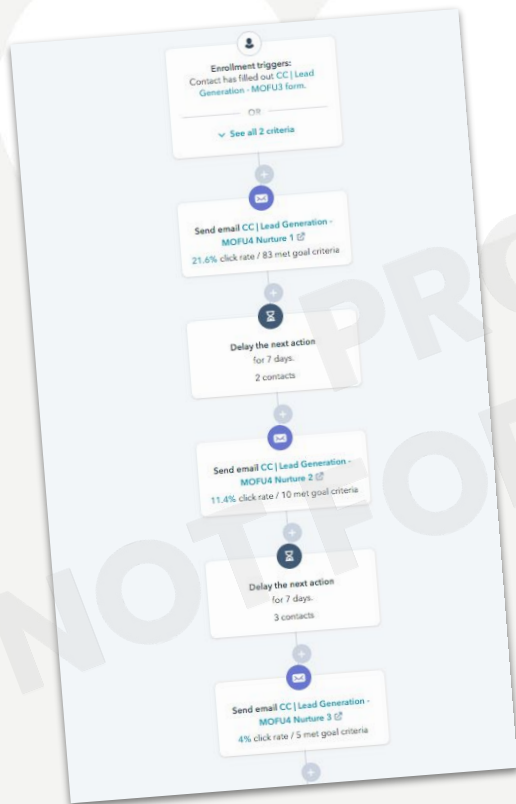 Enrollment triggers:
Contact has filled out CC | Lead
Generation - MOFU3 form.
OR
See all 2 criteria
Send email CC | Lead Generation -
MOFU4 Nurture 1
21.6% click rate / 83 met goal criteria
Delay the next action
for 7 days.
2 contacts
Send email CC | Lead Generation -
MOFU4 Nurture 2
11.4% click rate / 10 met goal criteria
Delay the next action
for 7 days.
3 contacts
Send email CC | Lead Generation -
MOFU4 Nurture 3
4% click rate / 5 met goal criteria
PRO
NOT FOR